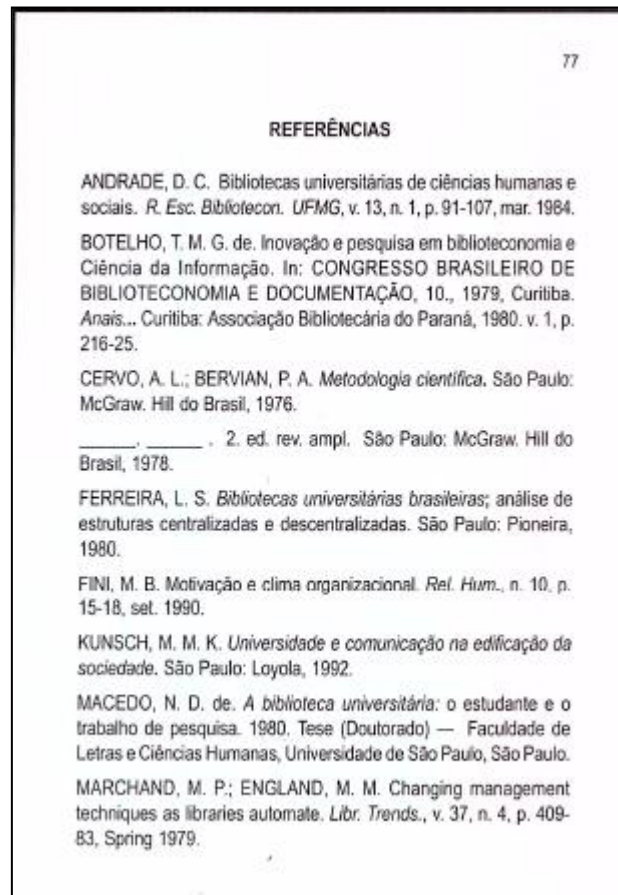 77
REFERÊNCIAS
ANDRADE, D. C. Bibliotecas universitárias de ciências humanas e
sociais. R. Esc. Bibliotecon. UFMG, v. 13, n. 1, p. 91-107, mar. 1984.
BOTELHO, T. M. G. de. Inovação e pesquisa em biblioteconomia e
Ciência da Informação. In: CONGRESSO BRASILEIRO DE
BIBLIOTECONOMIA E DOCUMENTAÇÃO, 10., 1979, Curitiba.
Anais... Curitiba: Associação Bibliotecária do Paraná, 1980. v. 1, p.
216-25.
CERVO, A. L.; BERVIAN, P. A. Metodologia científica. São Paulo:
McGraw. Hill do Brasil, 1976.
______. ______ . 2. ed. rev. ampl. São Paulo: McGraw. Hill do
Brasil, 1978.
FERREIRA, L. S. Bibliotecas universitárias brasileiras; análise de
estruturas centralizadas e descentralizadas. São Paulo: Pioneira,
1980.
FINI, M. B. Motivação e clima organizacional. Rel. Hum., n. 10, p.
15-18, set. 1990.
KUNSCH, M. M. K. Universidade e comunicação na edificação da
sociedade. São Paulo: Loyola, 1992.
MACEDO, N. D. de. A biblioteca universitária: o estudante e o
trabalho de pesquisa. 1980. Tese (Doutorado) — Faculdade de
Letras e Ciências Humanas, Universidade de São Paulo, São Paulo.
MARCHAND, M. P.; ENGLAND, M. M. Changing management
techniques as libraries automate. Libr. Trends., v. 37, n. 4, p. 409-
83, Spring 1979.